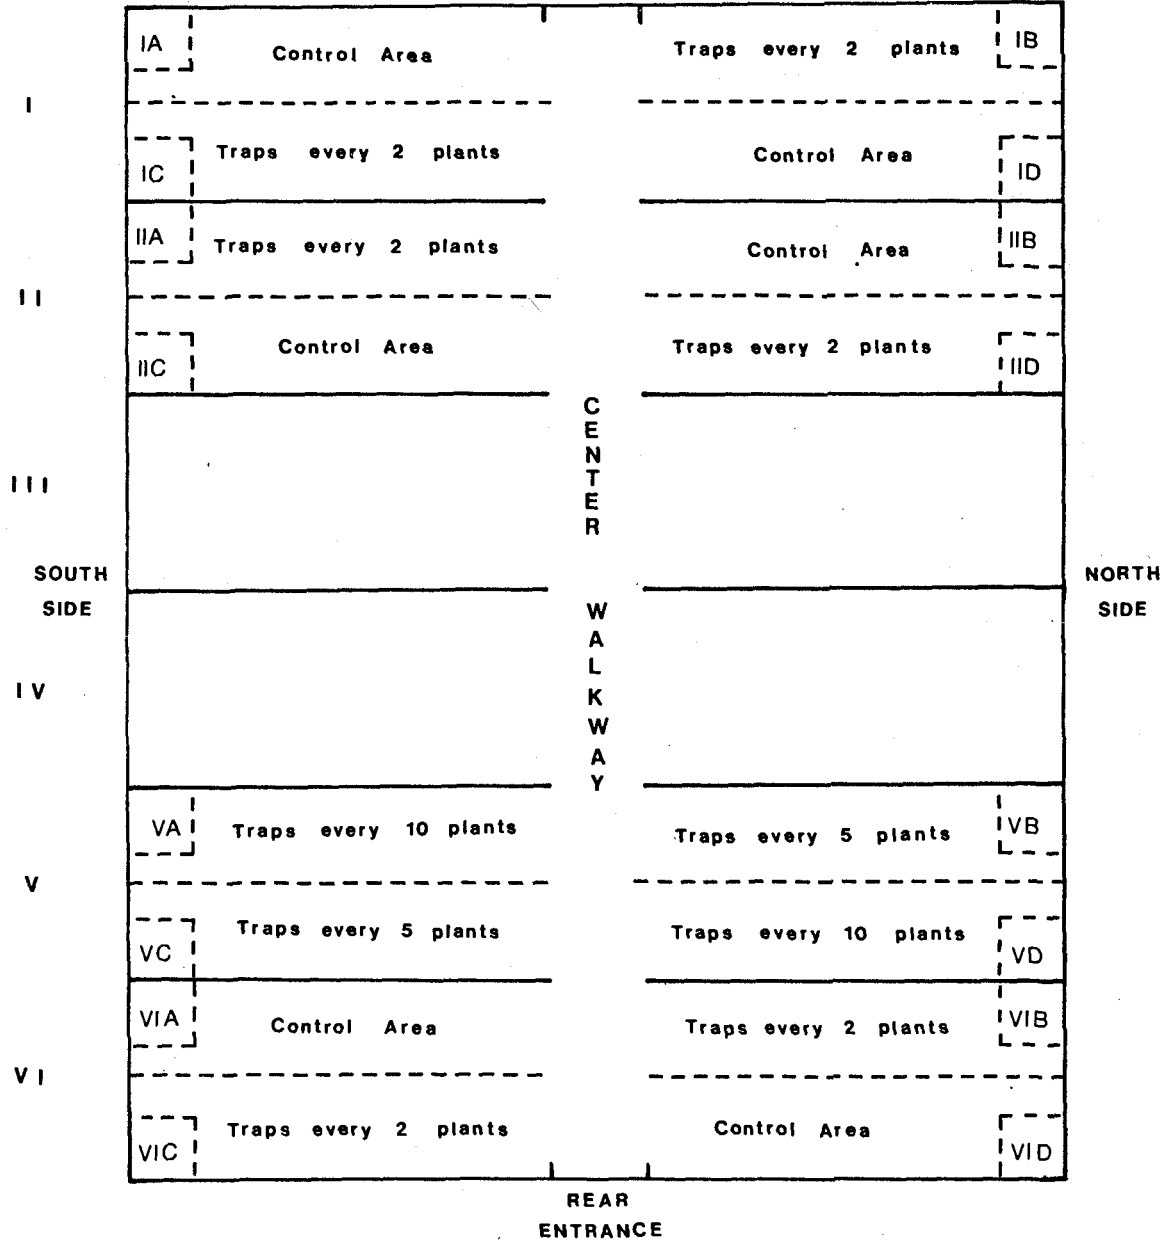 IA Control Area Traps every 2 plants IB
I
IC Traps every 2 plants Control Area ID
IIA Traps every 2 plants Control Area IIB
II
IIC Control Area Traps every 2 plants IID
CENTER
III
SOUTH SIDE
NORTH SIDE
WALKWAY
IV
VA Traps every 10 plants Traps every 5 plants VB
V
VC Traps every 5 plants Traps every 10 plants VD
VIA Control Area Traps every 2 plants VIB
VI
VIC Traps every 2 plants Control Area VID
REAR
ENTRANCE